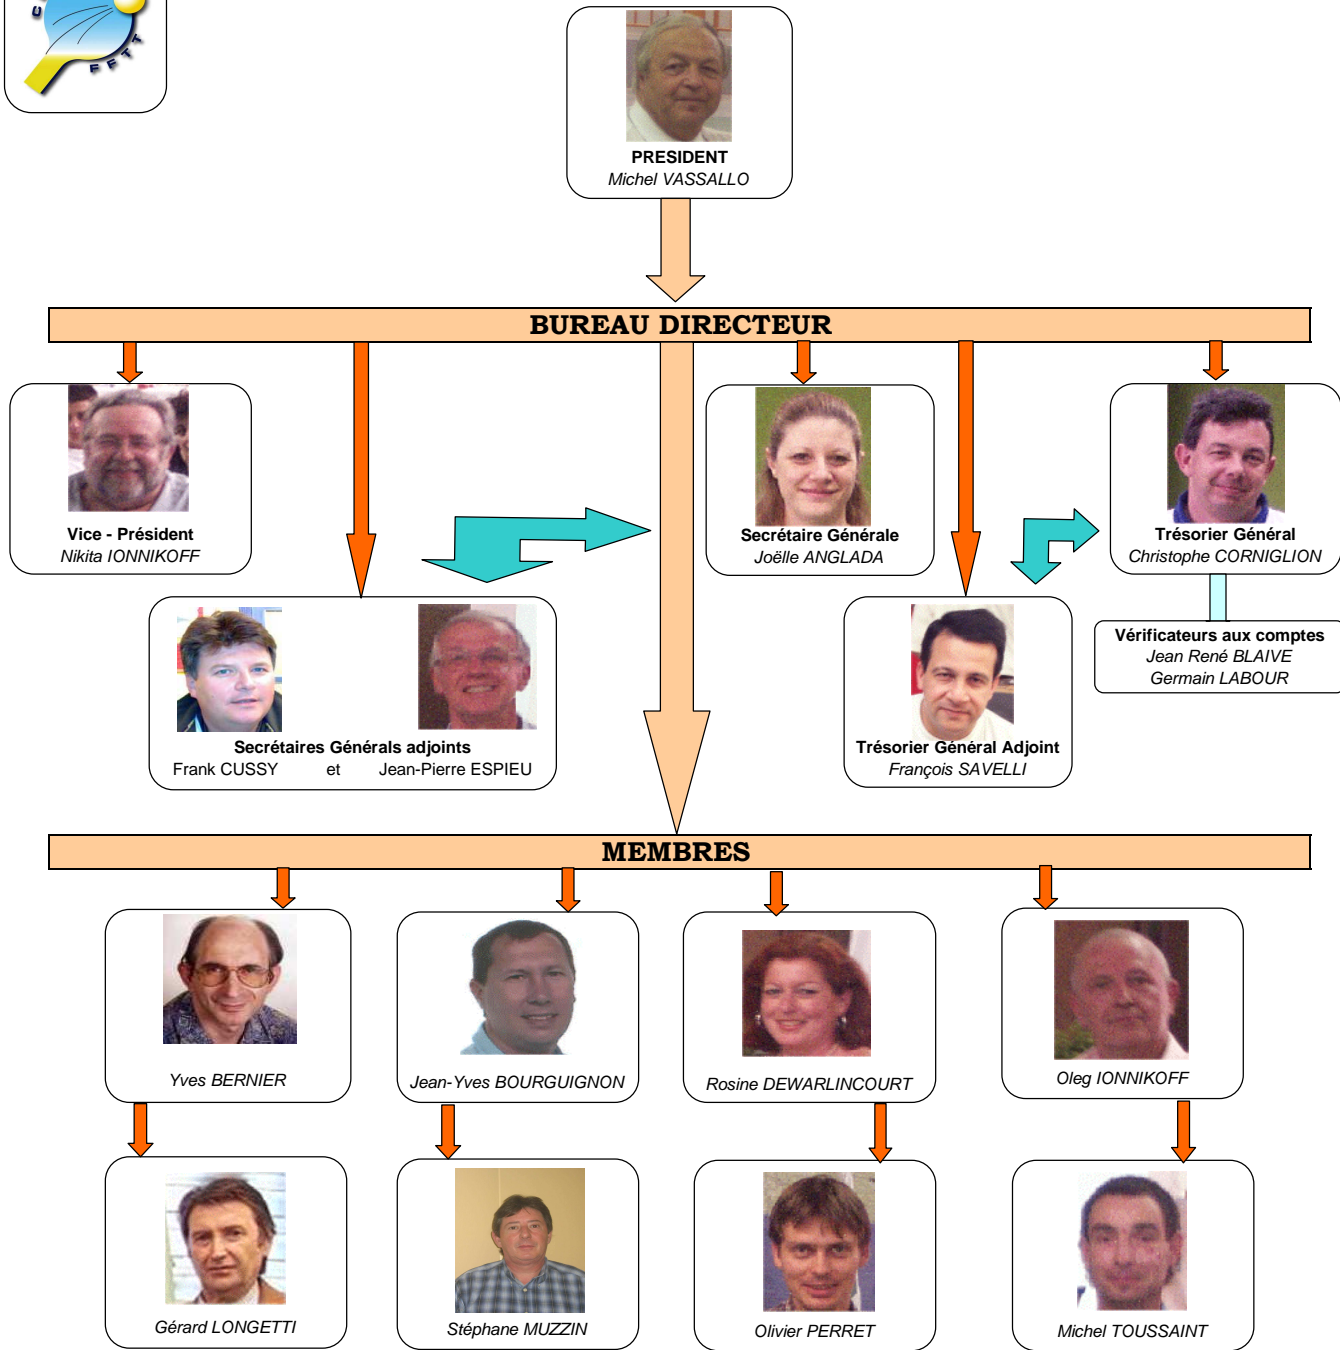 FFTT
PRESIDENT
Michel VASSALLO
BUREAU DIRECTEUR
Vice - Président
Nikita IONNIKOFF
Secrétaire Générale
Joëlle ANGLADA
Trésorier Général
Christophe CORNIGLION
Vérificateurs aux comptes
Jean René BLAIVE
Germain LABOUR
Secrétaires Générals adjoints
Frank CUSSY et Jean-Pierre ESPIEU
Trésorier Général Adjoint
François SAVELLI
MEMBRES
Yves BERNIER
Jean-Yves BOURGUIGNON
Rosine DEWARLINCOURT
Oleg IONNIKOFF
Gérard LONGETTI
Stéphane MUZZIN
Olivier PERRET
Michel TOUSSAINT